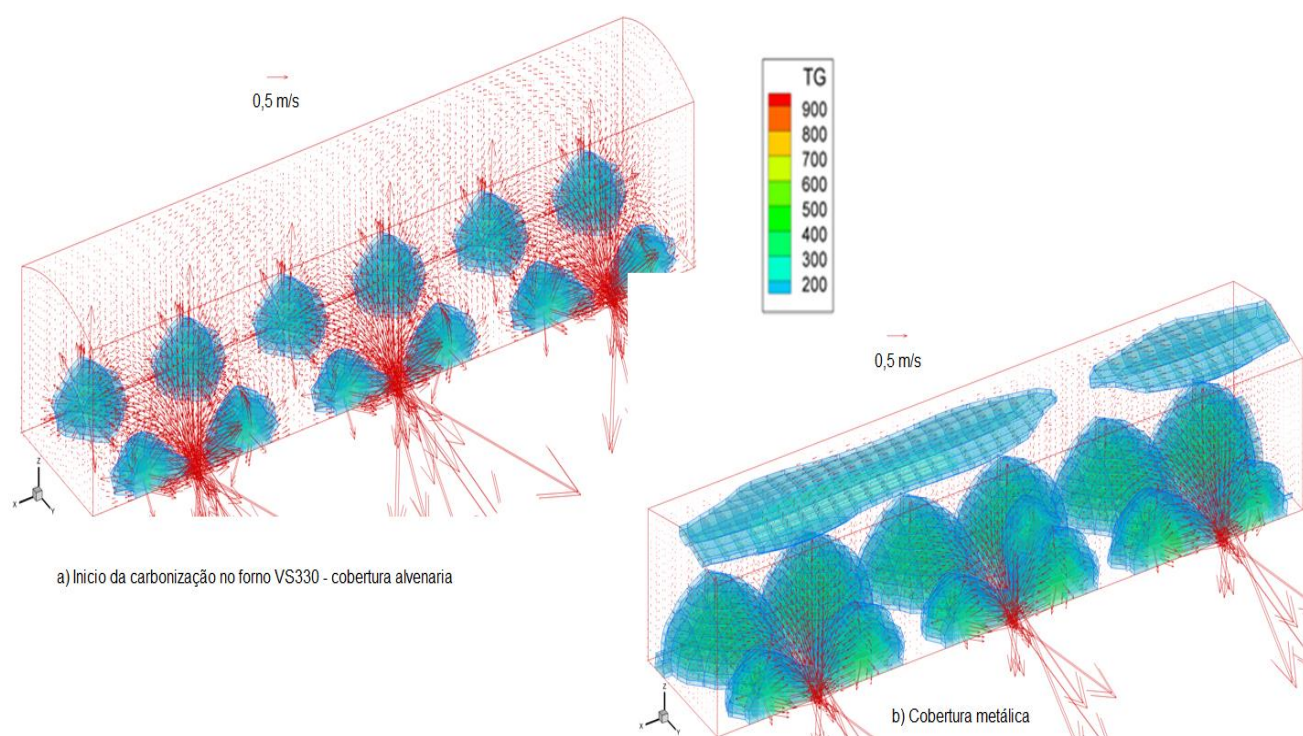 0,5 m/s
TG
900
800
700
600
500
400
300
200
0,5 m/s
Z
X
Y
a) Inicio da carbonização no forno VS330 - cobertura alvenaria
Z
X
Y
b) Cobertura metálica